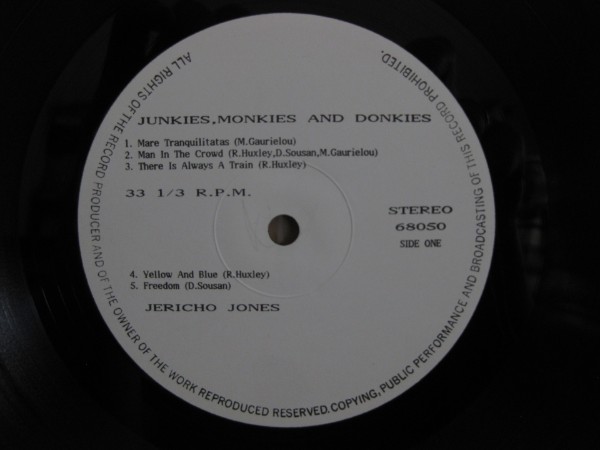 ALL RIGHTS OF THE RECORD PRODUCER AND OF THE OWNER OF THE WORK REPRODUCED RESERVED. COPYING, PUBLIC PERFORMANCE AND BROADCASTING OF THIS RECORD PROHIBITED.
JUNKIES,MONKIES AND DONKIES
1. Mare Tranquilitatas (M.Gaurielou)
2. Man In The Crowd (R.Huxley,D.Sousan,M.Gaurielou)
3. There Is Always A Train (R.Huxley)
33 1/3 R.P.M.
STEREO
68050
SIDE ONE
4. Yellow And Blue (R.Huxley)
5. Freedom (D.Sousan)
JERICHO JONES